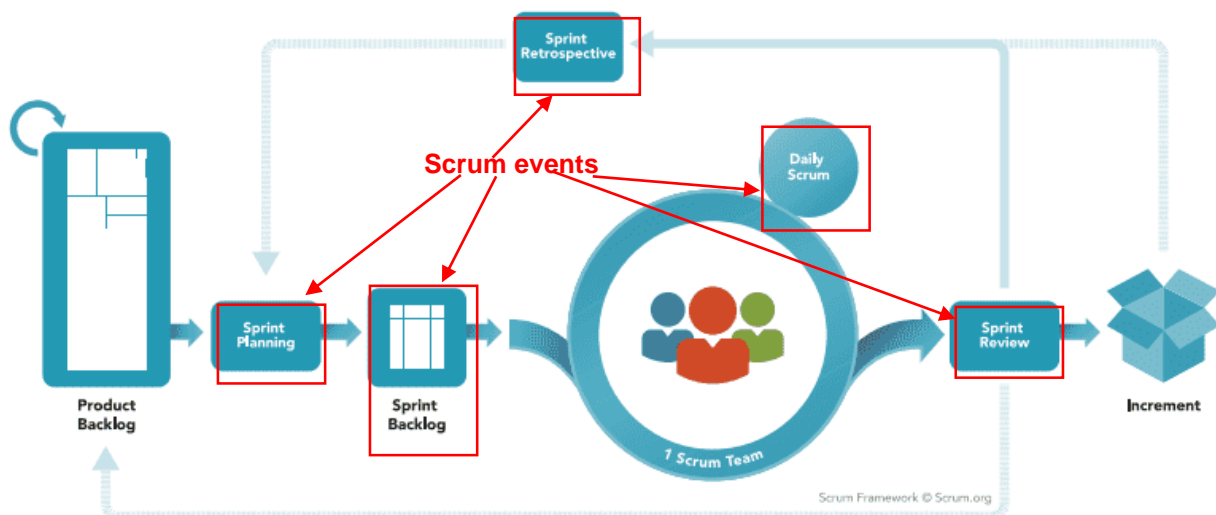 Sprint
Retrospective
Scrum events
Daily
Scrum
Sprint
Planning
Sprint
Review
Product
Backlog
Sprint
Backlog
Increment
1 Scrum Team
Scrum Framework © Scrum.org